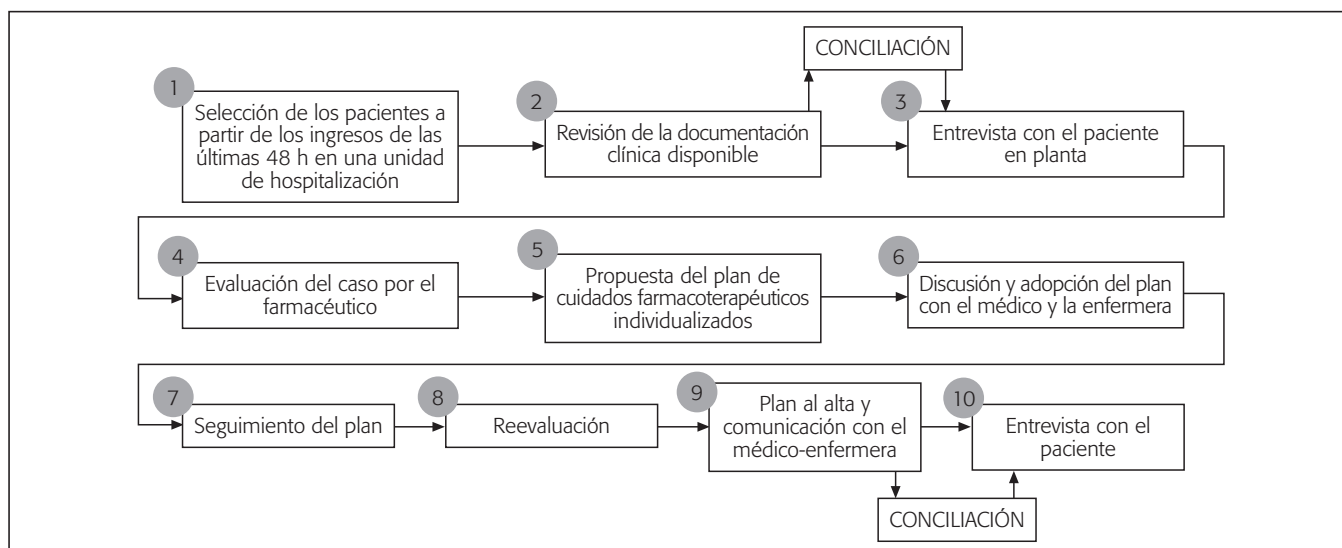 CONCILIACIÓN
1
Selección de los pacientes a
partir de los ingresos de las
últimas 48 h en una unidad
de hospitalización
2
Revisión de la documentación
clínica disponible
3
Entrevista con el paciente
en planta
4
Evaluación del caso por el
farmacéutico
5
Propuesta del plan de
cuidados farmacoterapéuticos
individualizados
6
Discusión y adopción del plan
con el médico y la enfermera
7
Seguimiento del plan
8
Reevaluación
9
Plan al alta y
comunicación con el
médico-enfermera
10
Entrevista con el
paciente
CONCILIACIÓN